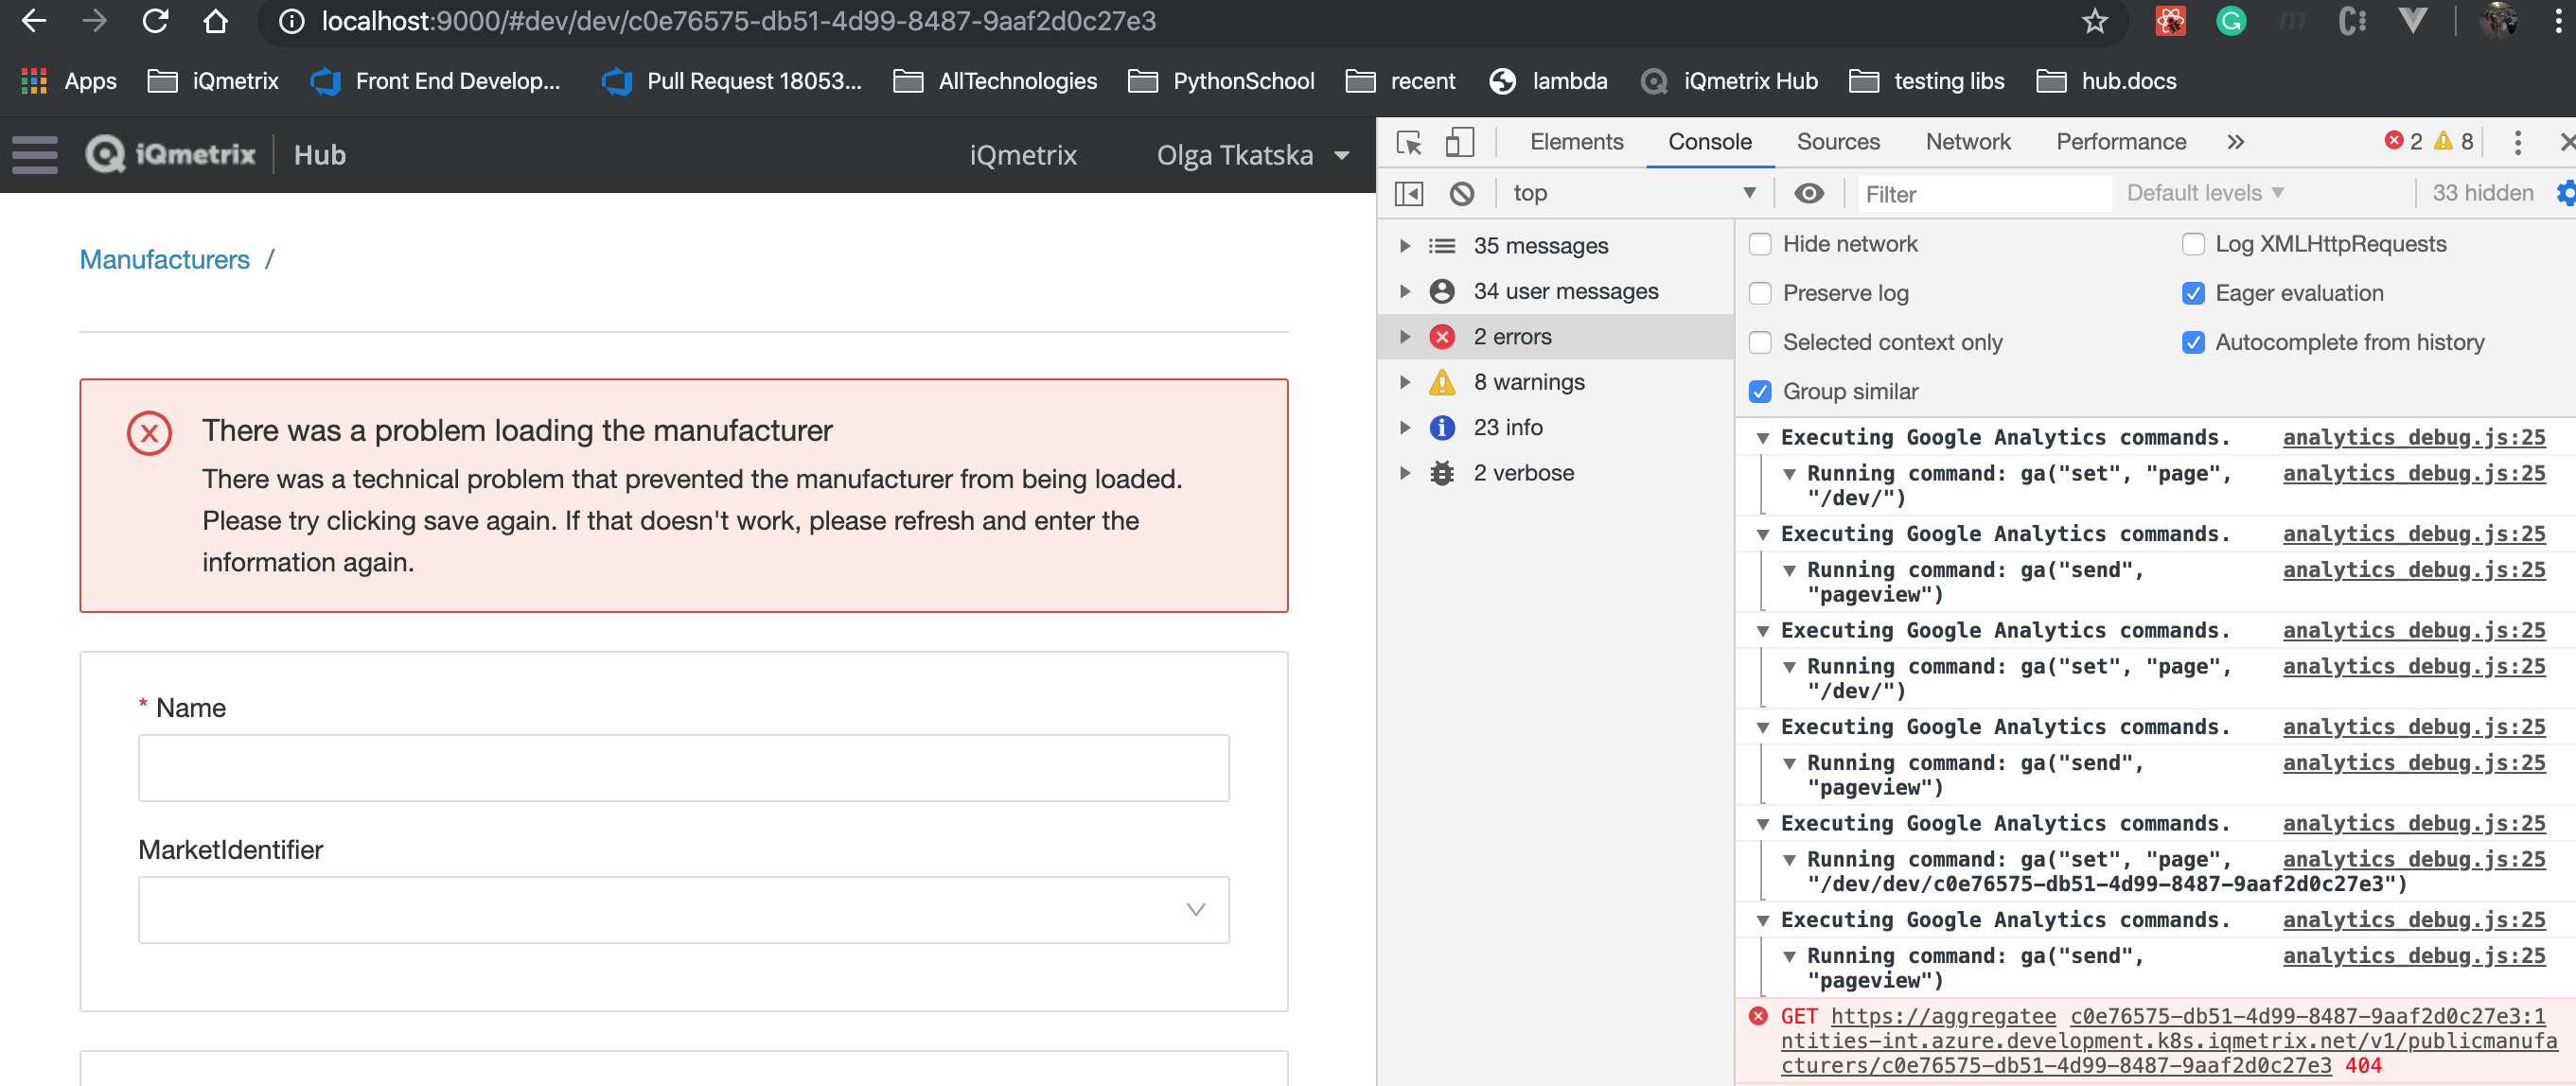 localhost:9000/#dev/dev/c0e76575-db51-4d99-8487-9aaf2d0c27e3
Apps iQmetrix Front End Develop... Pull Request 18053... AllTechnologies PythonSchool recent lambda iQmetrix Hub testing libs hub.docs
iQmetrix Hub iQmetrix Olga Tkatska
Manufacturers /
There was a problem loading the manufacturer
There was a technical problem that prevented the manufacturer from being loaded.
Please try clicking save again. If that doesn't work, please refresh and enter the
information again.
* Name
MarketIdentifier
Elements Console Sources Network Performance » 2 8
top Filter Default levels 33 hidden
35 messages
34 user messages
2 errors
8 warnings
23 info
2 verbose
Hide network Log XMLHttpRequests
Preserve log Eager evaluation
Selected context only Autocomplete from history
Group similar
Executing Google Analytics commands. analytics_debug.js:25
Running command: ga("set", "page", analytics_debug.js:25
"/dev/")
Executing Google Analytics commands. analytics_debug.js:25
Running command: ga("send", analytics_debug.js:25
"pageview")
Executing Google Analytics commands. analytics_debug.js:25
Running command: ga("set", "page", analytics_debug.js:25
"/dev/")
Executing Google Analytics commands. analytics_debug.js:25
Running command: ga("send", analytics_debug.js:25
"pageview")
Executing Google Analytics commands. analytics_debug.js:25
Running command: ga("set", "page", analytics_debug.js:25
"/dev/dev/c0e76575-db51-4d99-8487-9aaf2d0c27e3")
Executing Google Analytics commands. analytics_debug.js:25
Running command: ga("send", analytics_debug.js:25
"pageview")
GET https://aggregatee c0e76575-db51-4d99-8487-9aaf2d0c27e3:1
ntities-int.azure.development.k8s.iqmetrix.net/v1/publicmanufa
cturers/c0e76575-db51-4d99-8487-9aaf2d0c27e3 404